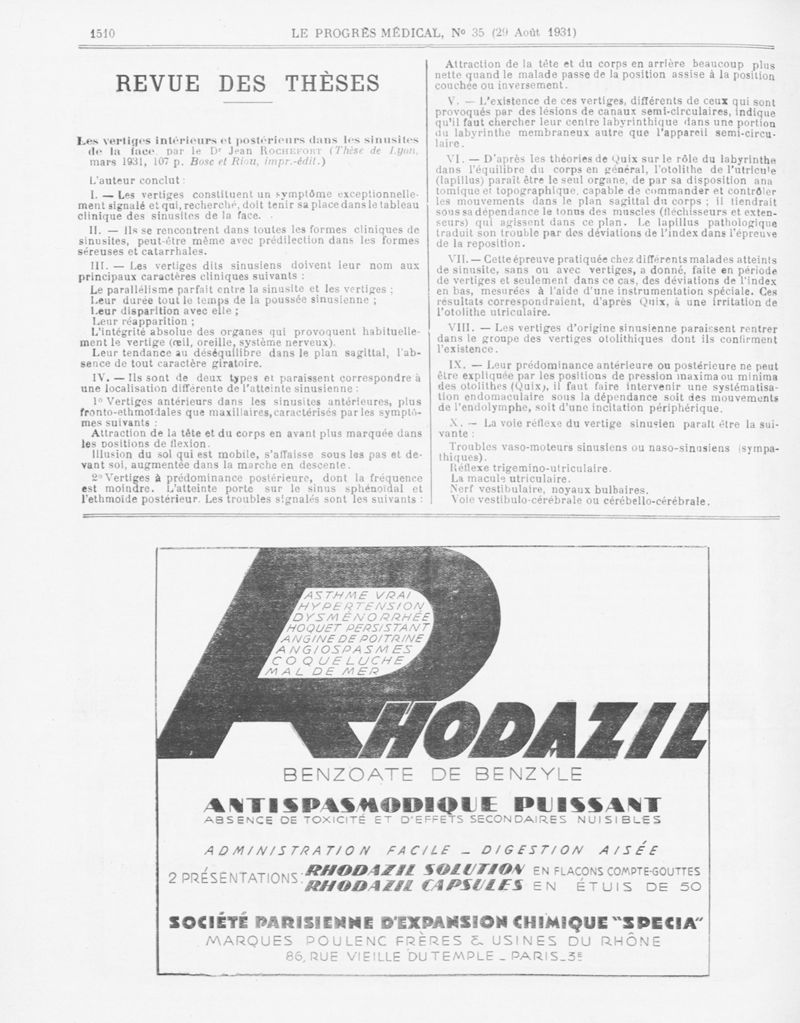 1510
LE PROGRÈS MÉDICAL, No 35 (29 Août 1931)
REVUE DES THÈSES
Les vertiges intérieurs et postérieurs dans les sinusites
de la face, par le Dr Jean ROCHEFORT (Thèse de Lyon,
mars 1931, 107 p. Bosc et Riou, impr.-édit.)
L'auteur conclut :
I. — Les vertiges constituent un symptôme exceptionnelle-
ment signalé et qui, recherché, doit tenir sa place dans le tableau
clinique des sinusites de la face.
II. — Ils se rencontrent dans toutes les formes cliniques de
sinusites, peut-être même avec prédilection dans les formes
séreuses et catarrhales.
III. — Les vertiges dits sinusiens doivent leur nom aux
principaux caractères cliniques suivants :
Le parallélisme parfait entre la sinusite et les vertiges ;
Leur durée tout le temps de la poussée sinusienne ;
Leur disparition avec elle ;
Leur réapparition ;
L'intégrité absolue des organes qui provoquent habituelle-
ment le vertige (œil, oreille, système nerveux).
Leur tendance au déséquilibre dans le plan sagittal, l'ab-
sence de tout caractère giratoire.
IV. — Ils sont de deux types et paraissent correspondre à
une localisation différente de l'atteinte sinusienne :
1o Vertiges antérieurs dans les sinusites antérieures, plus
fronto-ethmoïdales que maxillaires, caractérisés par les symptô-
mes suivants :
Attraction de la tête et du corps en avant plus marquée dans
les positions de flexion.
Illusion du sol qui est mobile, s'affaisse sous les pas et de-
vant soi, augmentée dans la marche en descente.
2o Vertiges à prédominance postérieure, dont la fréquence
est moindre. L'atteinte porte sur le sinus sphénoïdal et
l'ethmoïde postérieur. Les troubles signalés sont les suivants :
Attraction de la tête et du corps en arrière beaucoup plus
nette quand le malade passe de la position assise à la position
couchée ou inversement.
V. — L'existence de ces vertiges, différents de ceux qui sont
provoqués par des lésions de canaux semi-circulaires, indique
qu'il faut chercher leur centre labyrinthique dans une portion
du labyrinthe membraneux autre que l'appareil semi-circu-
laire.
VI. — D'après les théories de Quix sur le rôle du labyrinthe
dans l'équilibre du corps en général, l'otolithe de l'utricule
(lapillus) paraît être le seul organe, de par sa disposition ana
tomique et topographique, capable de commander et contrôler
les mouvements dans le plan sagittal du corps ; il tiendrait
sous sa dépendance le tonus des muscles (fléchisseurs et exten-
seurs) qui agissent dans ce plan. Le lapillus pathologique
traduit son trouble par des déviations de l'index dans l'épreuve
de la reposition.
VII. — Cette épreuve pratiquée chez différents malades atteints
de sinusite, sans ou avec vertiges, a donné, faite en période
de vertiges et seulement dans ce cas, des déviations de l'index
en bas, mesurées à l'aide d'une instrumentation spéciale. Ces
résultats correspondraient, d'après Quix, à une irritation de
l'otolithe utriculaire.
VIII. — Les vertiges d'origine sinusienne paraissent rentrer
dans le groupe des vertiges otolithiques dont ils confirment
l'existence.
IX. — Leur prédominance antérieure ou postérieure ne peut
être expliquée par les positions de pression maxima ou minima
des otolithes (Quix), il faut faire intervenir une systématisa-
tion endomaculaire sous la dépendance soit des mouvements
de l'endolymphe, soit d'une incitation périphérique.
X. — La voie réflexe du vertige sinusien paraît être la sui-
vante :
Troubles vaso-moteurs sinusiens ou naso-sinusiens (sympa-
thiques).
Réflexe trigemino-utriculaire.
La macule utriculaire.
Nerf vestibulaire, noyaux bulbaires.
Voie vestibulo-cérébrale ou cérébello-cérébrale.
ASTHME VRAI
HYPERTENSION
DYSMÉNORRHÉE
HOQUET PERSISTANT
ANGINE DE POITRINE
ANGIOSPASMES
COQUELUCHE
MAL DE MER
RHODAZIL
BENZOATE DE BENZYLE
ANTISPASMODIQUE PUISSANT
ABSENCE DE TOXICITÉ ET D'EFFETS SECONDAIRES NUISIBLES
ADMINISTRATION FACILE _ DIGESTION AISÉE
2 PRÉSENTATIONS: RHODAZIL SOLUTION EN FLACONS COMPTE-GOUTTES
RHODAZIL CAPSULES EN ÉTUIS DE 50
SOCIÉTÉ PARISIENNE D'EXPANSION CHIMIQUE "SPECIA"
MARQUES POULENC FRÈRES & USINES DU RHÔNE
86, RUE VIEILLE DU TEMPLE _ PARIS_3e